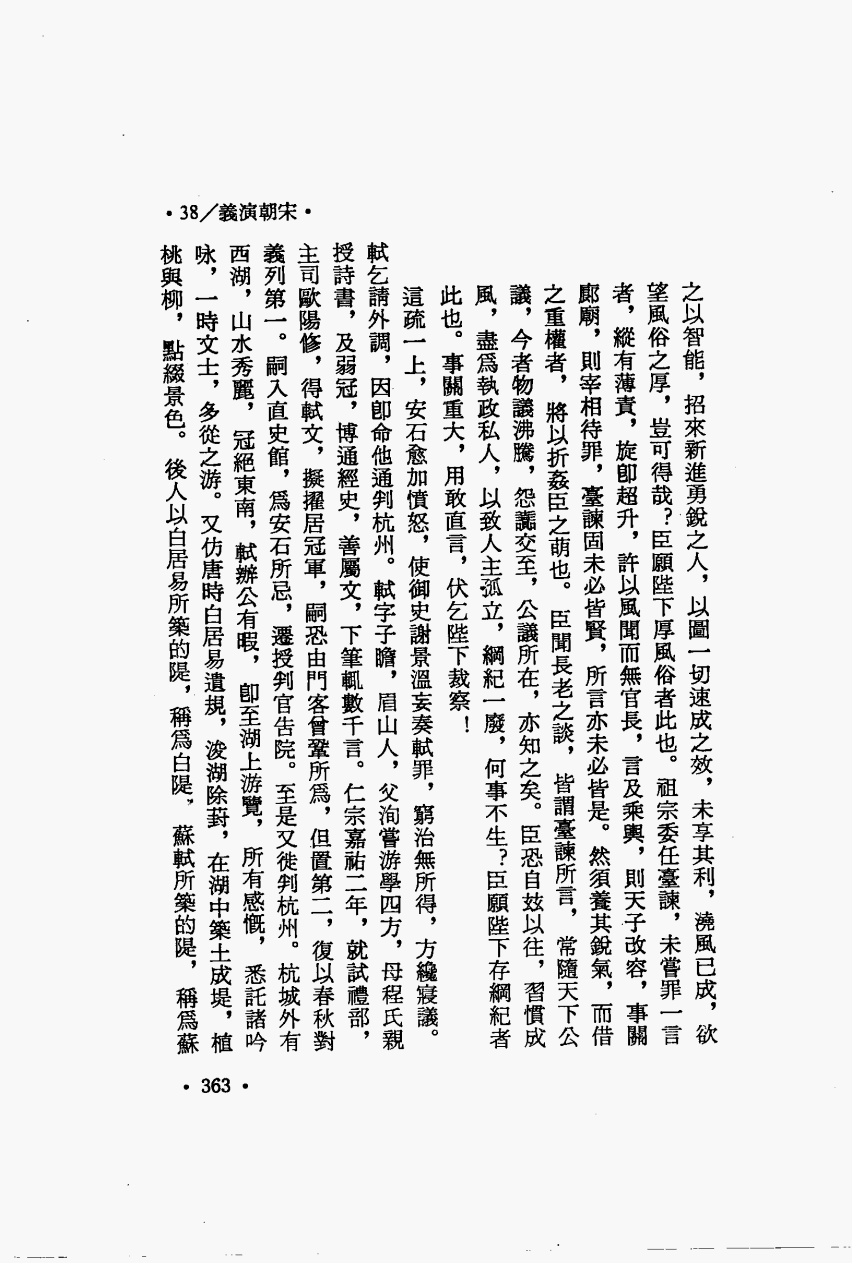 •38/義演朝宋•
之以智能，招來新進勇銳之人，以圖一切速成之效，未享其利，澆風已成，欲
望風俗之厚，豈可得哉？臣願陛下厚風俗者此也。祖宗委任臺諫，未嘗罪一言
者，縱有薄責，旋卽超升，許以風聞而無官長，言及乘輿，則天子改容，事關
郎廟，則宰相待罪，臺諫固未必皆賢，所言亦未必皆是。然須養其銳氣，而借
之重權者，將以折姦臣之萌也。臣聞長老之談，皆謂臺諫所言，常隨天下公
議，今者物議沸騰，怨讟交至，公議所在，亦知之矣。臣恐自玆以往，習慣成
風，盡爲執政私人，以致人主孤立，綱紀一廢，何事不生？臣願陛下存綱紀者
此也。事關重大，用敢直言，伏乞陛下裁察！
這疏一上，安石愈加憤怒，使御史謝景溫妄奏軾罪，窮治無所得，方纔寢議。
軾乞請外調，因卽命他通判杭州。軾字子瞻，眉山人，父洵嘗游學四方，母程氏親
授詩書，及弱冠，博通經史，善屬文，下筆輒數千言。仁宗嘉祐二年，就試禮部，
主司歐陽修，得軾文，擬擢居冠軍，嗣恐由門客曾鞏所爲，但置第二，復以春秋對
義列第一。嗣入直史館，爲安石所忌，遷授判官告院。至是又徙判杭州。杭城外有
西湖，山水秀麗，冠絕東南，軾辦公有暇，卽至湖上游覽，所有感慨，悉託諸吟
咏，一時文士，多從之游。又仿唐時白居易遺規，浚湖除葑，在湖中築土成堤，植
桃與柳，點綴景色。後人以白居易所築的隄，稱爲白隄，蘇軾所築的隄，稱爲蘇
•363•